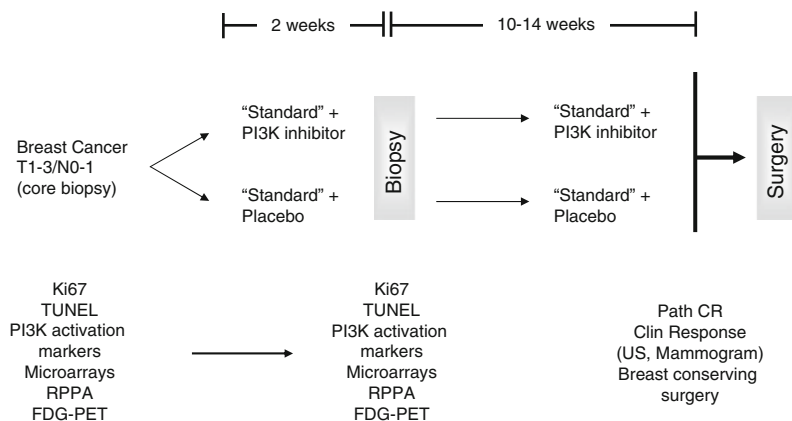 2 weeks
10-14 weeks
Breast Cancer
T1-3/N0-1
(core biopsy)
“Standard” +
PI3K inhibitor
“Standard” +
Placebo
Biopsy
“Standard” +
PI3K inhibitor
“Standard” +
Placebo
Surgery
Ki67
TUNEL
PI3K activation
markers
Microarrays
RPPA
FDG-PET
Ki67
TUNEL
PI3K activation
markers
Microarrays
RPPA
FDG-PET
Path CR
Clin Response
(US, Mammogram)
Breast conserving
surgery